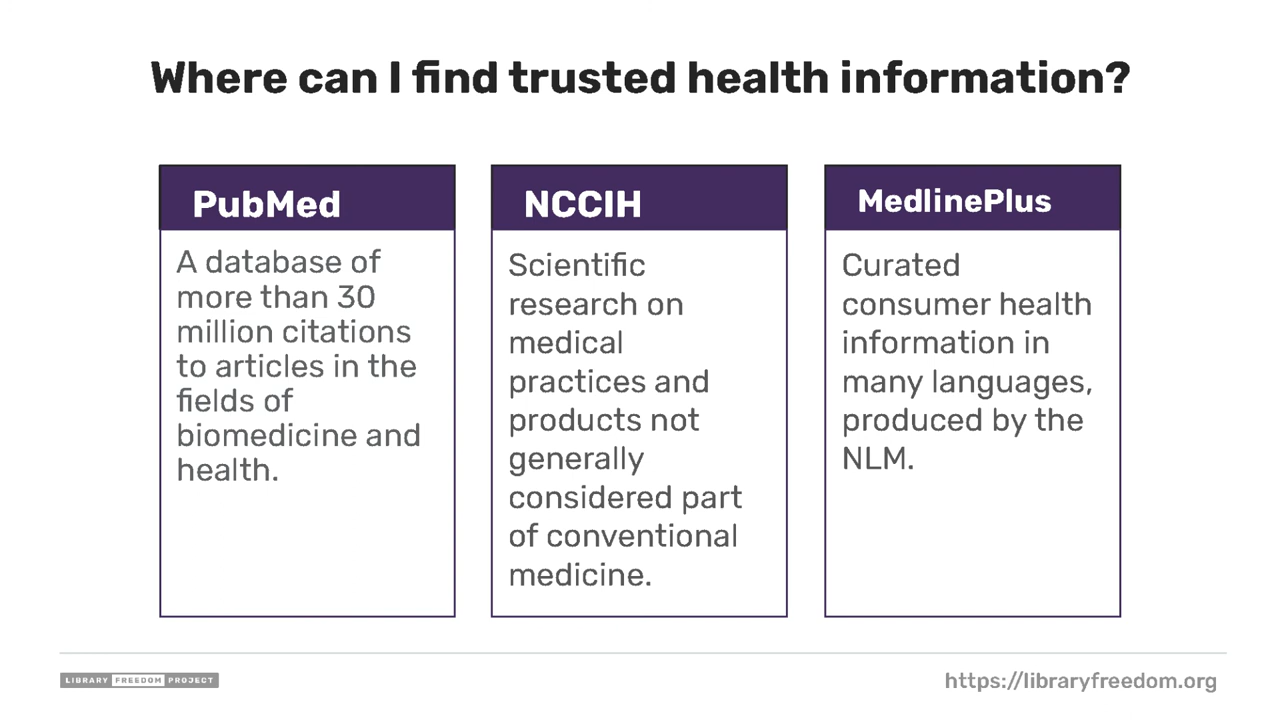 Where can I find trusted health information?
PubMed
A database of
more than 30
million citations
to articles in the
fields of
biomedicine and
health.
NCCIH
Scientific
research on
medical
practices and
products not
generally
considered part
of conventional
medicine.
MedlinePlus
Curated
consumer health
information in
many languages,
produced by the
NLM.
LIBRARY FREEDOM PROJECT
https://libraryfreedom.org